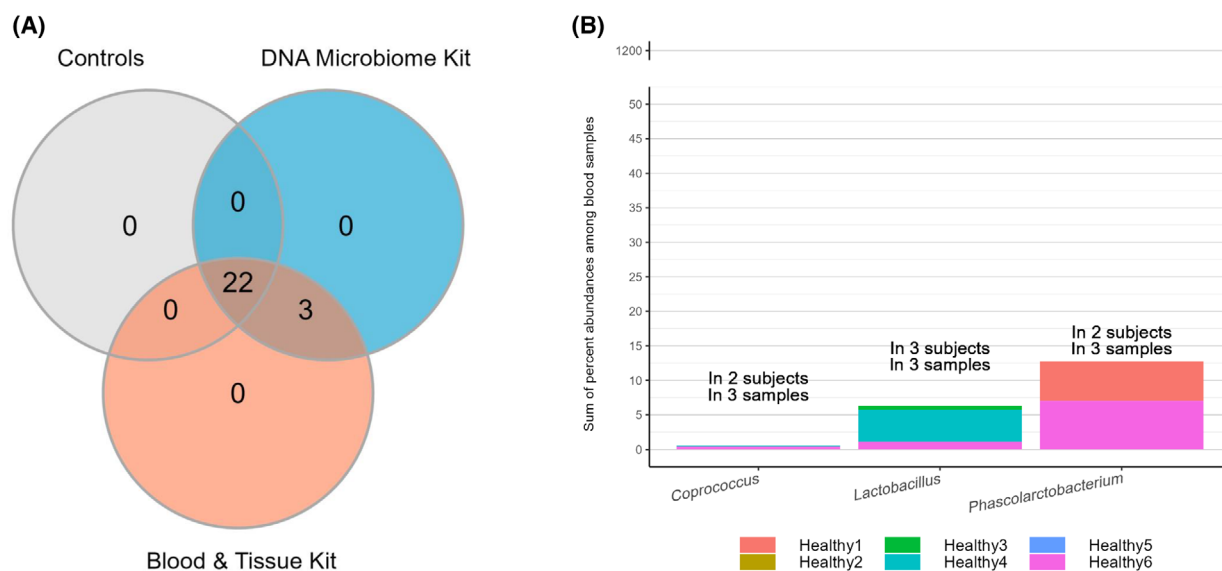 (A)
Controls
DNA Microbiome Kit
0
0
0
22
0
3
0
Blood & Tissue Kit
(B)
Sum of percent abundances among blood samples
1200
50
45
40
35
30
25
20
15
10
5
0
In 2 subjects
In 3 samples
In 3 subjects
In 3 samples
In 2 subjects
In 3 samples
Coprococcus
Lactobacillus
Phascolarctobacterium
Healthy1
Healthy3
Healthy5
Healthy2
Healthy4
Healthy6